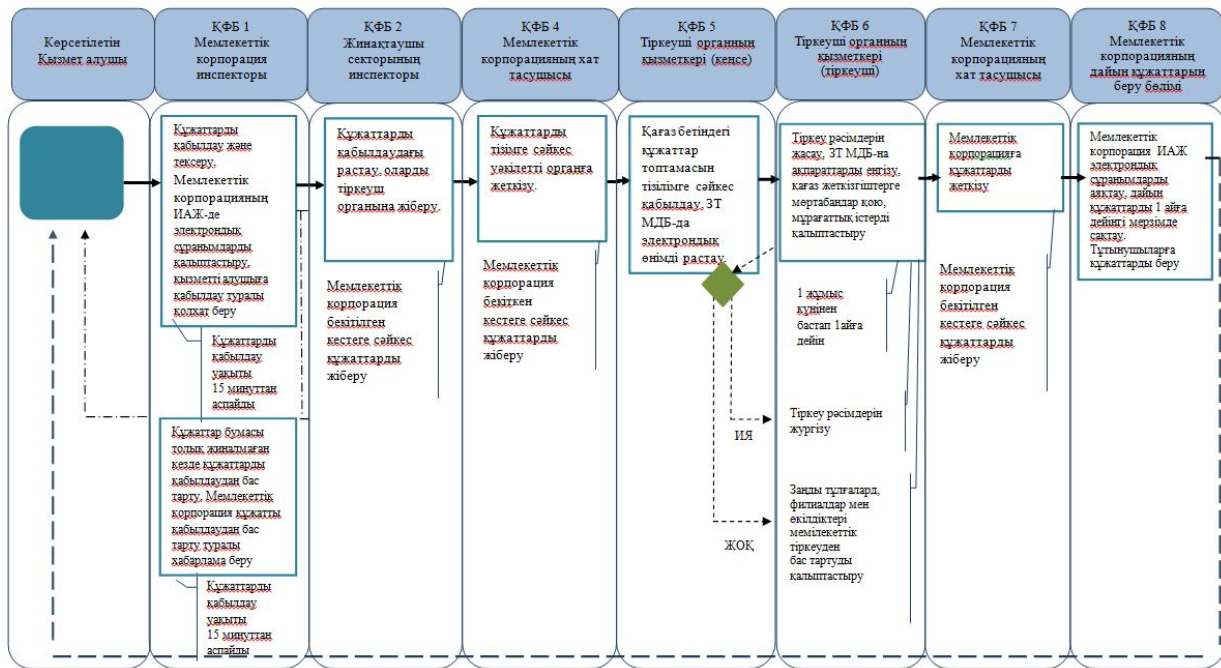 Көрсетілетін
Қызмет алушы
ҚФБ 1
Мемлекеттік
корпорация
инспекторы
ҚФБ 2
Жинақтаушы
секторының
инспекторы
ҚФБ 4
Мемлекеттік
корпорацияның хат
тасушысы
ҚФБ 5
Тіркеуші органның
қызметкері (кеңсе)
ҚФБ 6
Тіркеуші органның
қызметкері
(тіркеуші)
ҚФБ 7
Мемлекеттік
корпорацияның
хат тасушысы
ҚФБ 8
Мемлекеттік
корпорацияның
дайын құжаттарын
беру бөлімі
Құжаттарды
қабылдау және
тексеру,
Мемлекеттік
корпорацияның
ИАЖ-де
электрондық
сұранымдарды
қалыптастыру,
қызметті алушыға
қабылдау туралы
қолхат беру
Құжаттарды
қабылдау
уақыты
15 минуттан
аспайды
Құжаттар бумасы
толық жиналмаған
кезде құжаттарды
қабылдаудан бас
тарту, Мемлекеттік
корпорация құжатты
қабылдаудан бас
тарту туралы
хабарлама беру
Құжаттарды
қабылдау
уақыты
15 минуттан
аспайды
Құжаттарды
қабылдаудағы
растау, оларды
тіркеуш
органына жіберу.
Мемлекеттік
корпорация
бекітілген
кестеге сәйкес
құжаттарды
жіберу
Құжаттарды
тізімге сәйкес
уәкілетті органға
жеткізу.
Мемлекеттік
корпорация
бекіткен
кестеге сәйкес
құжаттарды
жіберу
Қағаз бетіндегі
құжаттар
топтамасын
тізілімге сәйкес
қабылдау, ЗТ
МДБ-да
электрондық
өнімді растау.
ИЯ
ЖОҚ
Тіркеу рәсімдерін
жасау, ЗТ МДБ-на
ақпараттарды енгізу,
қағаз жеткізгіштерге
мөртабандар қою,
мұрағаттық істерді
қалыптастыру
1 жұмыс
күнінен
бастап 1айға
дейін
Тіркеу рәсімдерін
жургізу
Заңды тұлғалард,
филиалдар мен
өкілдіктері
мемілекеттік
тіркеуден
бас тартуды
қалыптастыру
Мемлекеттік
корпорацияға
құжаттарды
жеткізу
Мемлекеттік
корпорация
бекітілген
кестеге сәйкес
құжаттарды
жіберу
Мемлекеттік
корпорация ИАЖ
электрондық
сұранымдарды
аяқтау, дайын
құжаттарды 1 айға
дейінгі мерзімде
сақтау.
Тұтынушыларға
құжаттарды беру